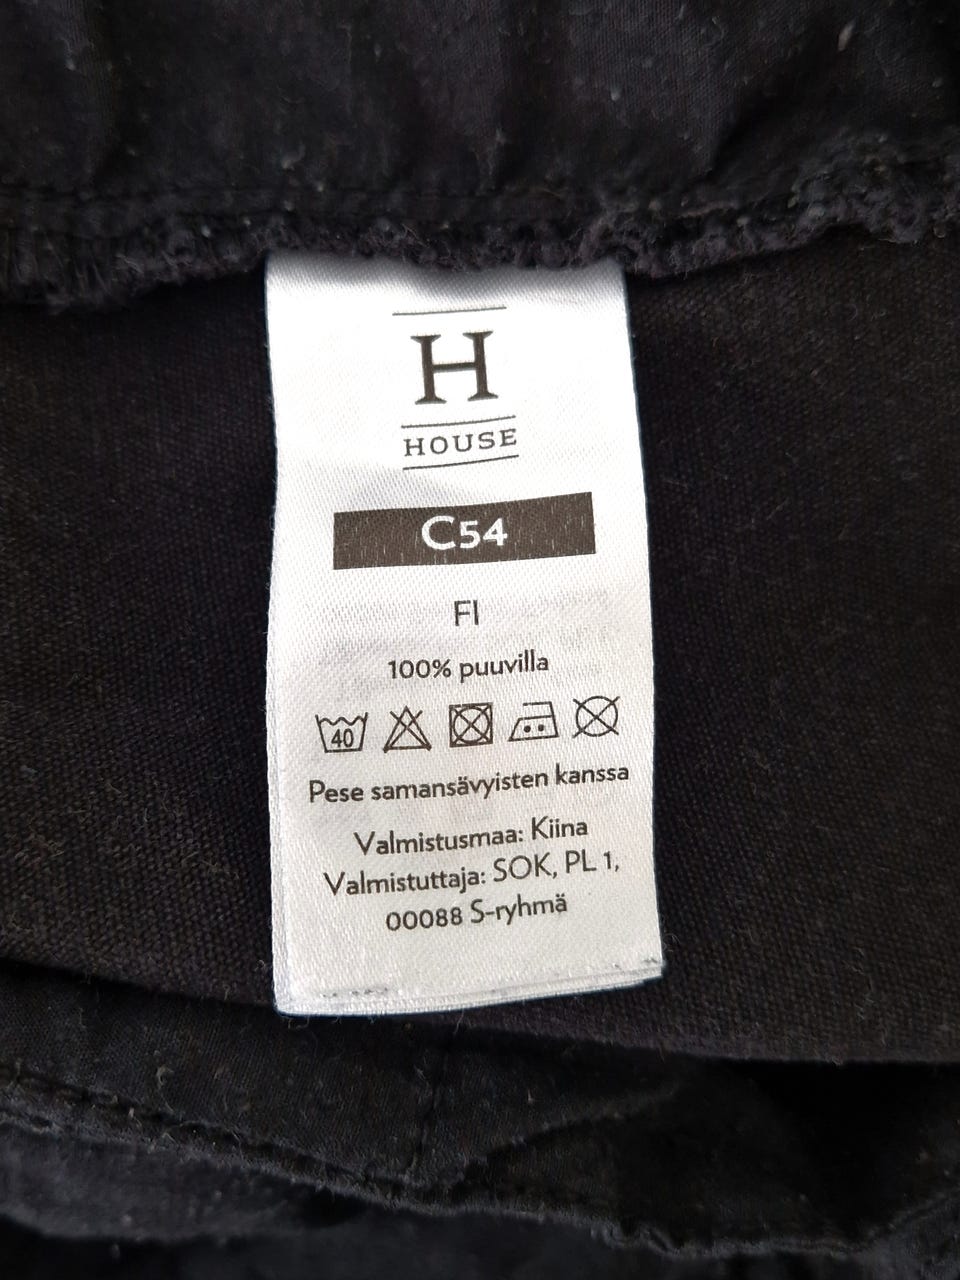 H
HOUSE
C54
FI
100% puuvilla
40
Pese samansävyisten kanssa
Valmistusmaa: Kiina
Valmistuttaja: SOK, PL 1,
00088 S-ryhmä